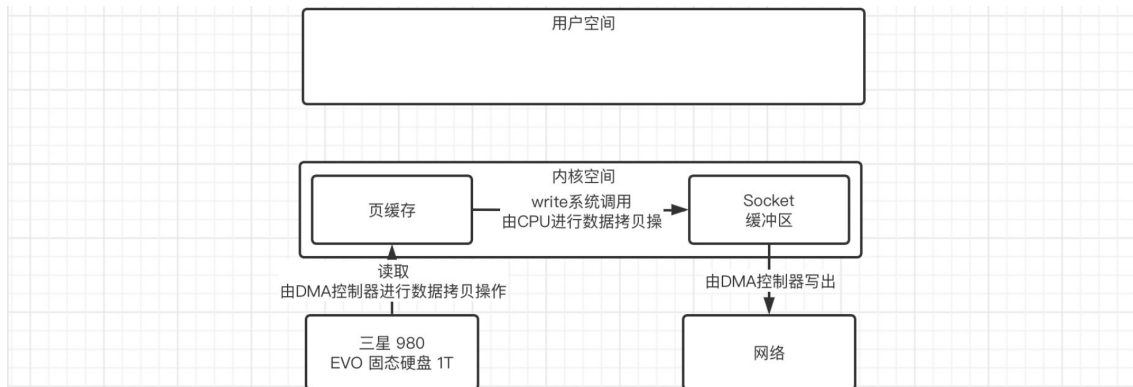 用户空间
内核空间
页缓存
write系统调用
由CPU进行数据拷贝操
Socket
缓冲区
读取
由DMA控制器进行数据拷贝操作
由DMA控制器写出
三星 980
EVO 固态硬盘 1T
网络